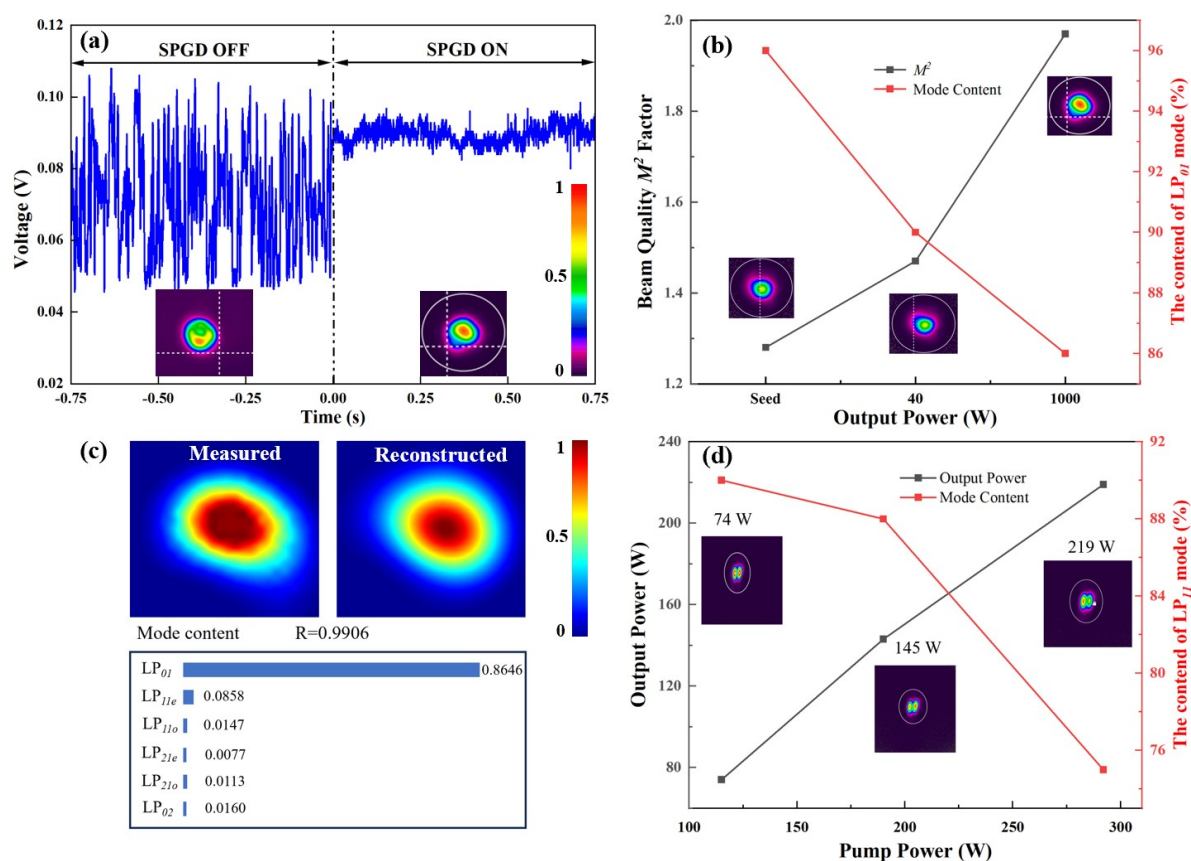 (a)
SPGD OFF
SPGD ON
0.12
0.10
0.08
0.06
0.04
0.02
Voltage (V)
-0.75
-0.50
-0.25
0.00
0.25
0.50
0.75
Time (s)
1
0.5
0
(b)
M²
Mode Content
2.0
1.8
1.6
1.4
1.2
Beam Quality M² Factor
Seed
40
1000
Output Power (W)
96
94
92
90
88
86
The contend of LP01 mode (%)
(c)
Measured
Reconstructed
1
0.5
0
Mode content R=0.9906
LP01 0.8646
LP11e 0.0858
LP11o 0.0147
LP21e 0.0077
LP21o 0.0113
LP02 0.0160
(d)
Output Power
Mode Content
74 W
145 W
219 W
240
220
200
160
120
80
Output Power (W)
100
150
200
250
300
Pump Power (W)
92
88
84
80
76
The contend of LP11 mode (%)